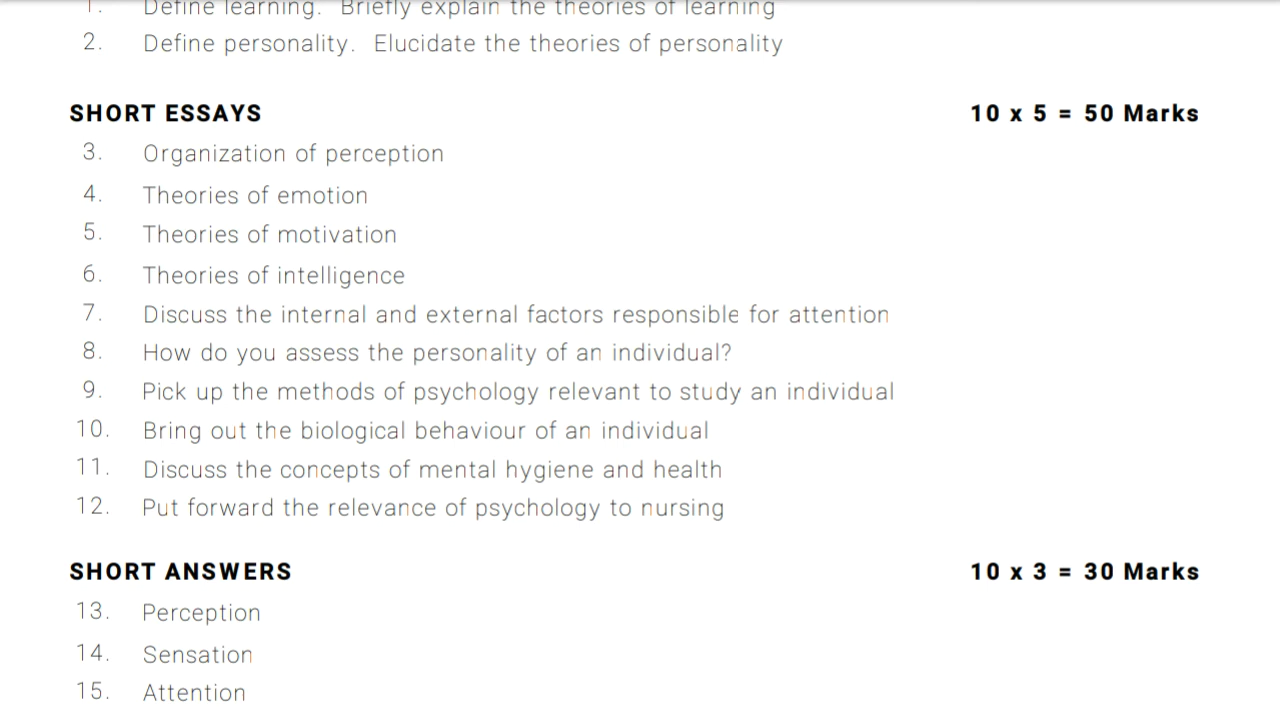 1. Define learning. Briefly explain the theories of learning
2. Define personality. Elucidate the theories of personality
SHORT ESSAYS 10 x 5 = 50 Marks
3. Organization of perception
4. Theories of emotion
5. Theories of motivation
6. Theories of intelligence
7. Discuss the internal and external factors responsible for attention
8. How do you assess the personality of an individual?
9. Pick up the methods of psychology relevant to study an individual
10. Bring out the biological behaviour of an individual
11. Discuss the concepts of mental hygiene and health
12. Put forward the relevance of psychology to nursing
SHORT ANSWERS 10 x 3 = 30 Marks
13. Perception
14. Sensation
15. Attention